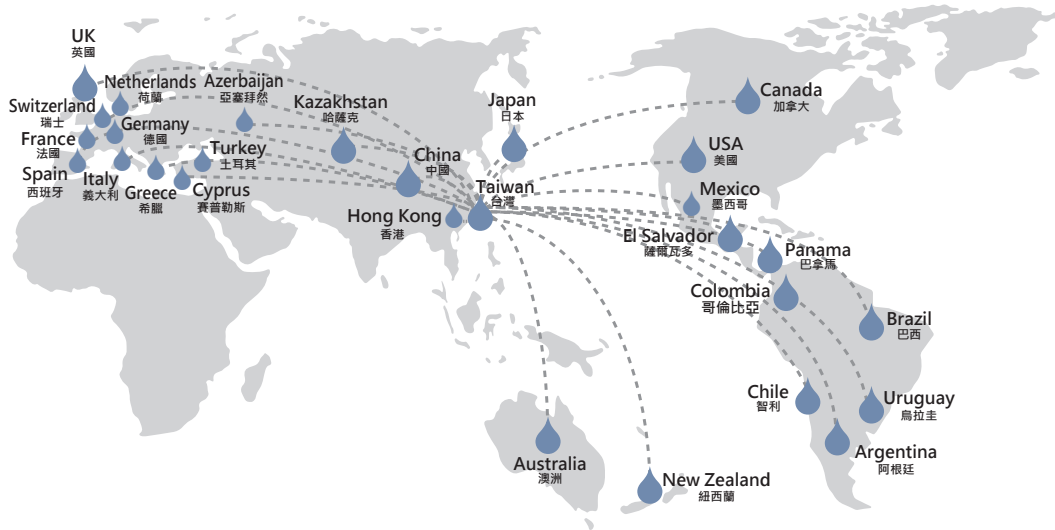 UK
英國
Netherlands
荷蘭
Azerbaijan
亞塞拜然
Kazakhstan
哈薩克
Switzerland
瑞士
Germany
德國
France
法國
Turkey
土耳其
Spain
西班牙
Italy
義大利
Greece
希臘
Cyprus
賽普勒斯
Japan
日本
China
中國
Taiwan
台灣
Hong Kong
香港
Canada
加拿大
USA
美國
Mexico
墨西哥
El Salvador
薩爾瓦多
Panama
巴拿馬
Colombia
哥倫比亞
Brazil
巴西
Chile
智利
Uruguay
烏拉圭
Argentina
阿根廷
Australia
澳洲
New Zealand
紐西蘭